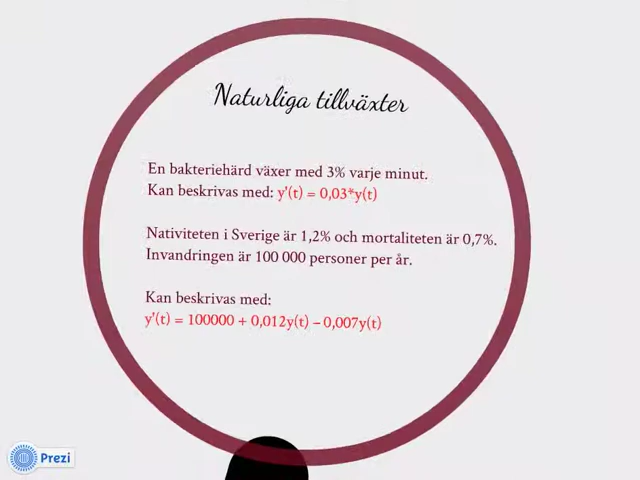 Naturliga tillväxter
En bakteriehärd växer med 3% varje minut.
Kan beskrivas med: y'(t) = 0,03*y(t)
Nativiteten i Sverige är 1,2% och mortaliteten är 0,7%.
Invandringen är 100 000 personer per år.
Kan beskrivas med:
y'(t) = 100000 + 0,012y(t) – 0,007y(t)
Prezi